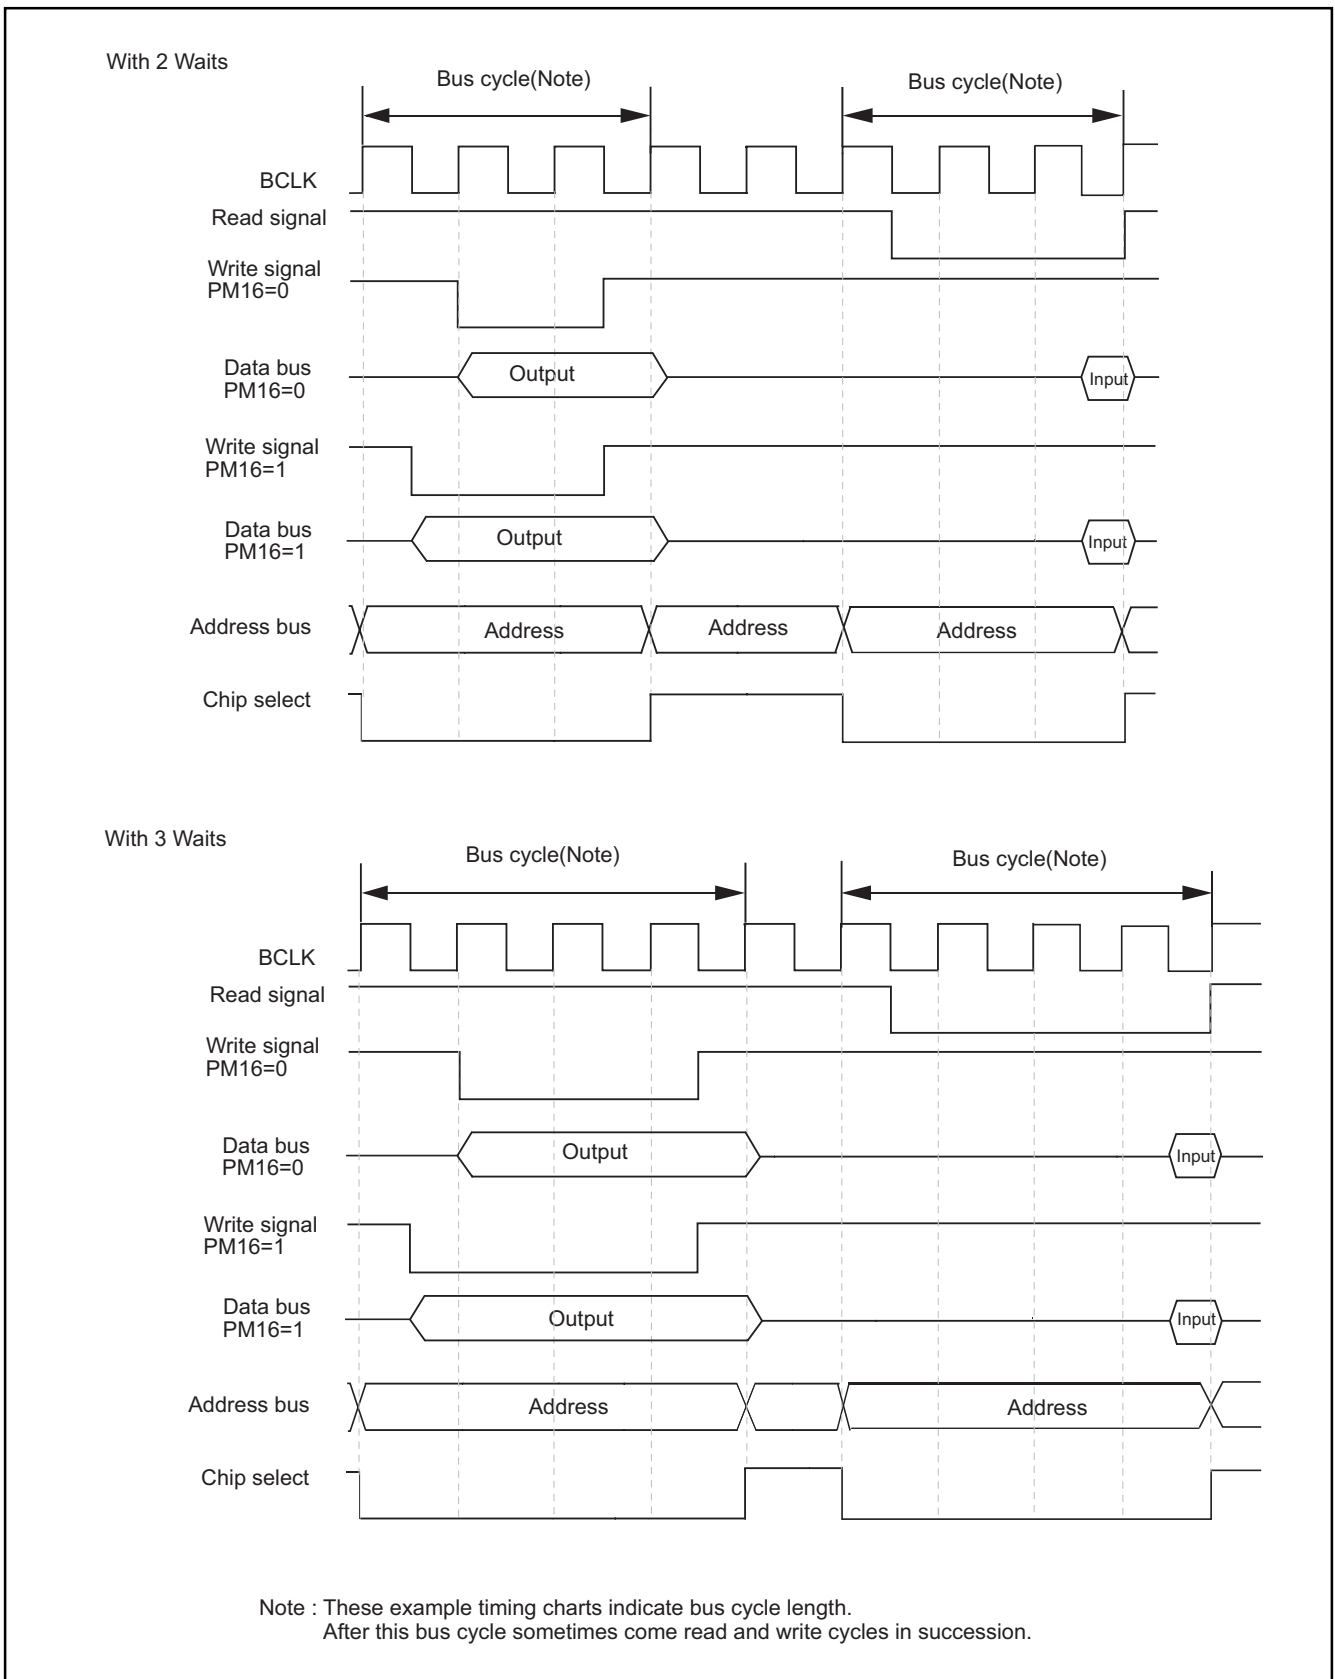 With 2 Waits
Bus cycle(Note)
Bus cycle(Note)
BCLK
Read signal
Write signal
PM16=0
Data bus
PM16=0
Output
Input
Write signal
PM16=1
Data bus
PM16=1
Output
Input
Address bus
Address
Address
Address
Chip select
With 3 Waits
Bus cycle(Note)
Bus cycle(Note)
BCLK
Read signal
Write signal
PM16=0
Data bus
PM16=0
Output
Input
Write signal
PM16=1
Data bus
PM16=1
Output
Input
Address bus
Address
Address
Chip select
Note : These example timing charts indicate bus cycle length.
After this bus cycle sometimes come read and write cycles in succession.